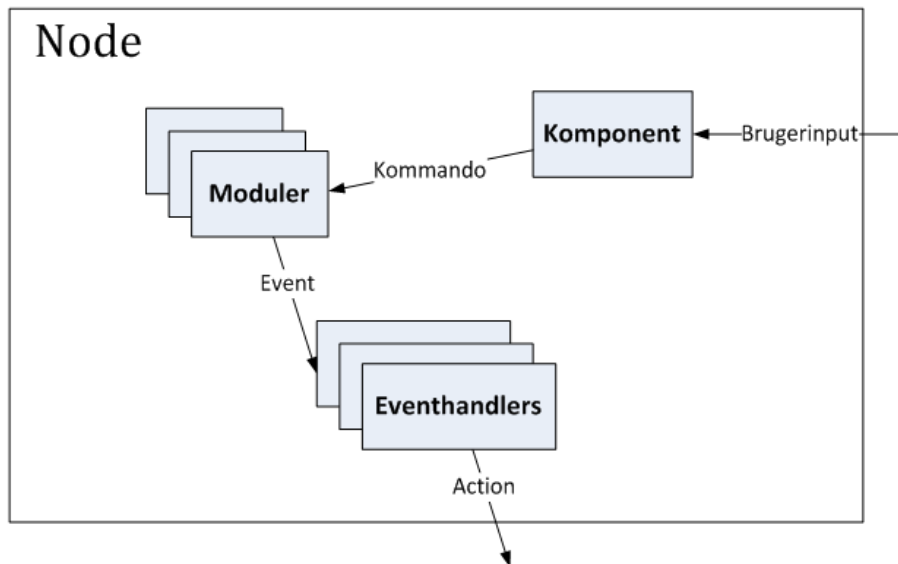 Node
Komponent
Brugerinput
Kommando
Moduler
Event
Eventhandlers
Action